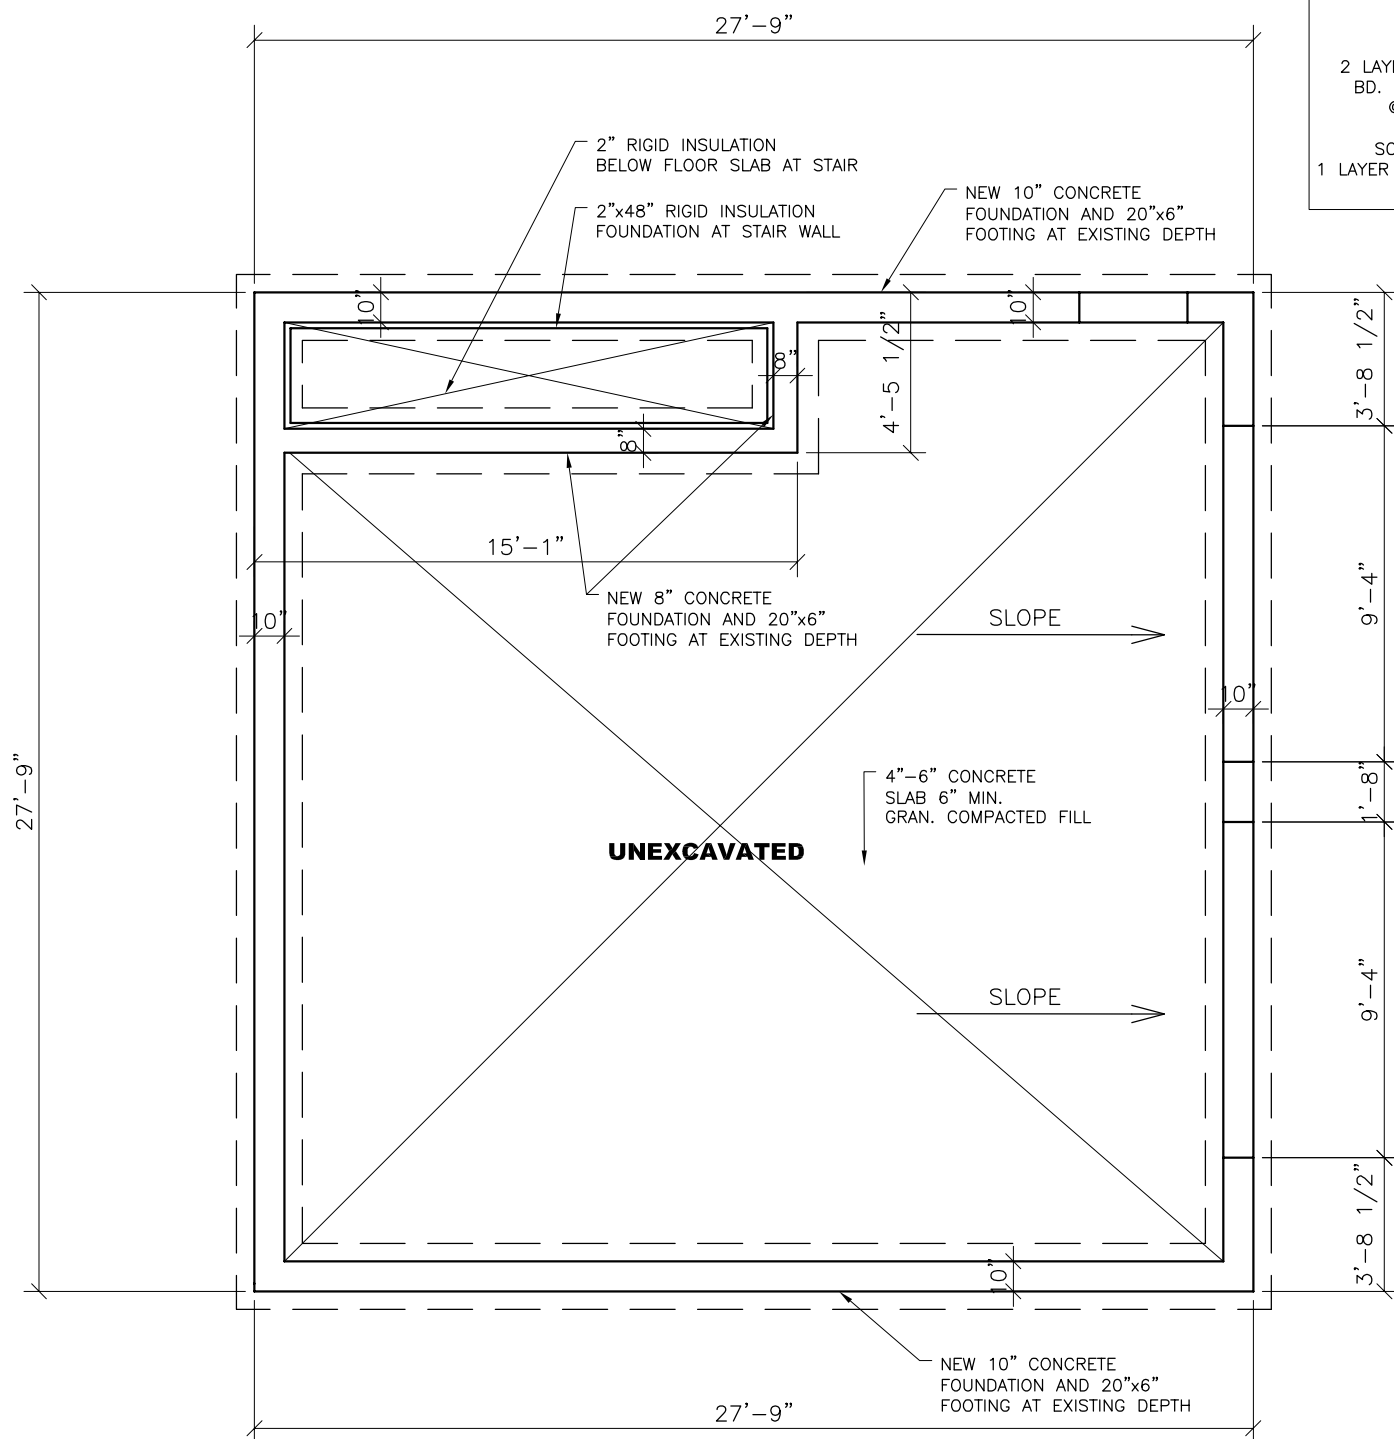 27'-9"
2 LAY
BD.
@
SC
1 LAYER
2" RIGID INSULATION
BELOW FLOOR SLAB AT STAIR
2"x48" RIGID INSULATION
FOUNDATION AT STAIR WALL
NEW 10" CONCRETE
FOUNDATION AND 20"x6"
FOOTING AT EXISTING DEPTH
10"
10"
8"
4'-5 1/2"
3'-8 1/2"
8"
15'-1"
NEW 8" CONCRETE
FOUNDATION AND 20"x6"
FOOTING AT EXISTING DEPTH
SLOPE
9'-4"
10"
10"
27'-9"
4"-6" CONCRETE
SLAB 6" MIN.
GRAN. COMPACTED FILL
1'-8"
UNEXCAVATED
SLOPE
9'-4"
3'-8 1/2"
10"
NEW 10" CONCRETE
FOUNDATION AND 20"x6"
FOOTING AT EXISTING DEPTH
27'-9"